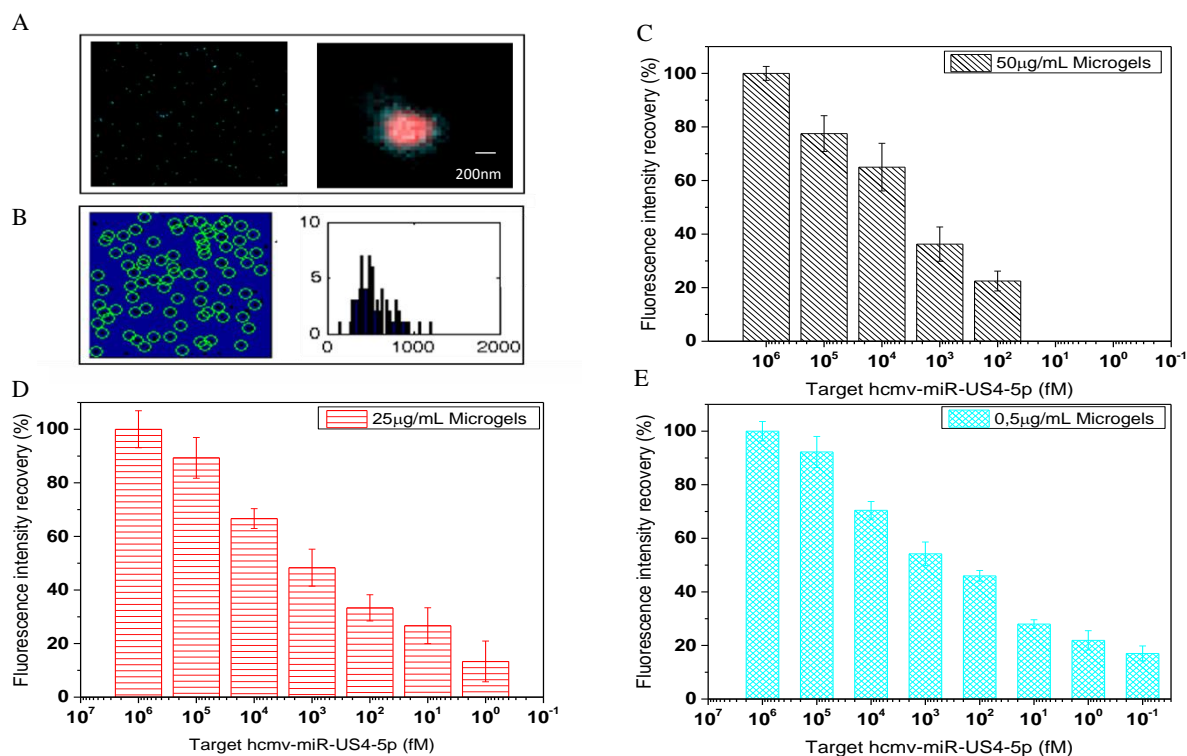 A
200nm
B
10
5
0
0 1000 2000
C
50µg/mL Microgels
Fluorescence intensity recovery (%)
100
80
60
40
20
0
10⁶ 10⁵ 10⁴ 10³ 10² 10¹ 10⁰ 10⁻¹
Target hcmv-miR-US4-5p (fM)
D
25µg/mL Microgels
Fluorescence intensity recovery (%)
100
80
60
40
20
0
10⁷ 10⁶ 10⁵ 10⁴ 10³ 10² 10¹ 10⁰ 10⁻¹
Target hcmv-miR-US4-5p (fM)
E
0,5µg/mL Microgels
Fluorescence intensity recovery (%)
100
80
60
40
20
0
10⁷ 10⁶ 10⁵ 10⁴ 10³ 10² 10¹ 10⁰ 10⁻¹
Target hcmv-miR-US4-5p (fM)